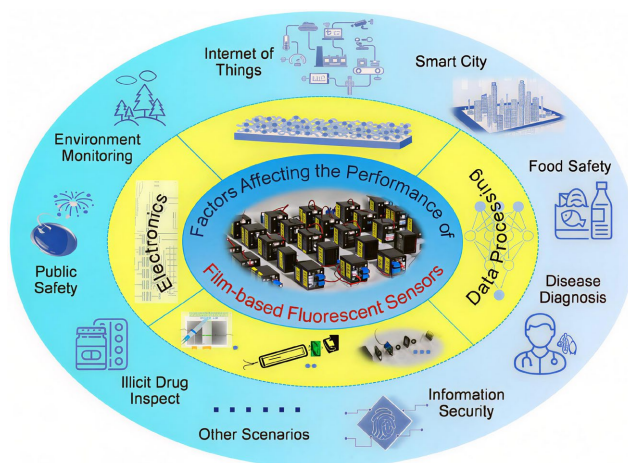 Internet of
Things
Smart City
Environment
Monitoring
Food Safety
Factors Affecting the Performance of
Film-based Fluorescent Sensors
Electronics
Data Processing
Public
Safety
Disease
Diagnosis
Illicit Drug
Inspect
Information
Security
Other Scenarios